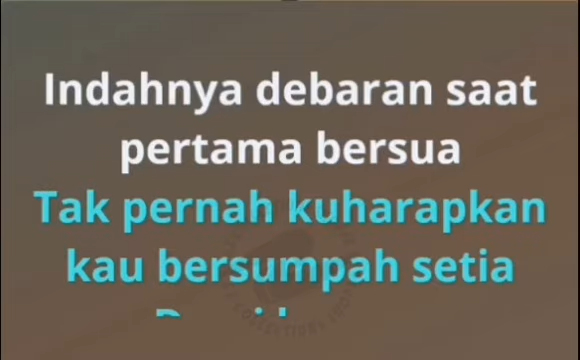 Indahnya debaran saat
pertama bersua
Tak pernah kuharapkan
kau bersumpah setia